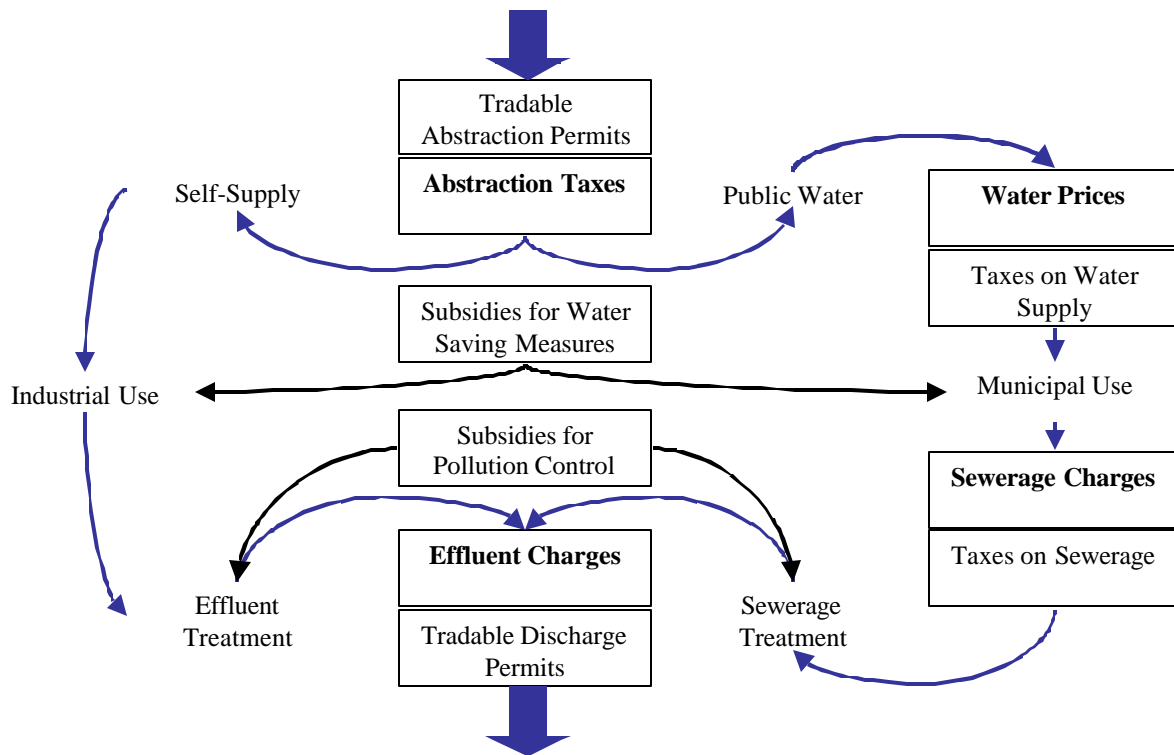 Tradable
Abstraction Permits
Abstraction Taxes
Self-Supply
Public Water
Water Prices
Taxes on Water
Supply
Subsidies for Water
Saving Measures
Industrial Use
Municipal Use
Subsidies for
Pollution Control
Sewerage Charges
Effluent Charges
Taxes on Sewerage
Effluent
Treatment
Tradable Discharge
Permits
Sewerage
Treatment